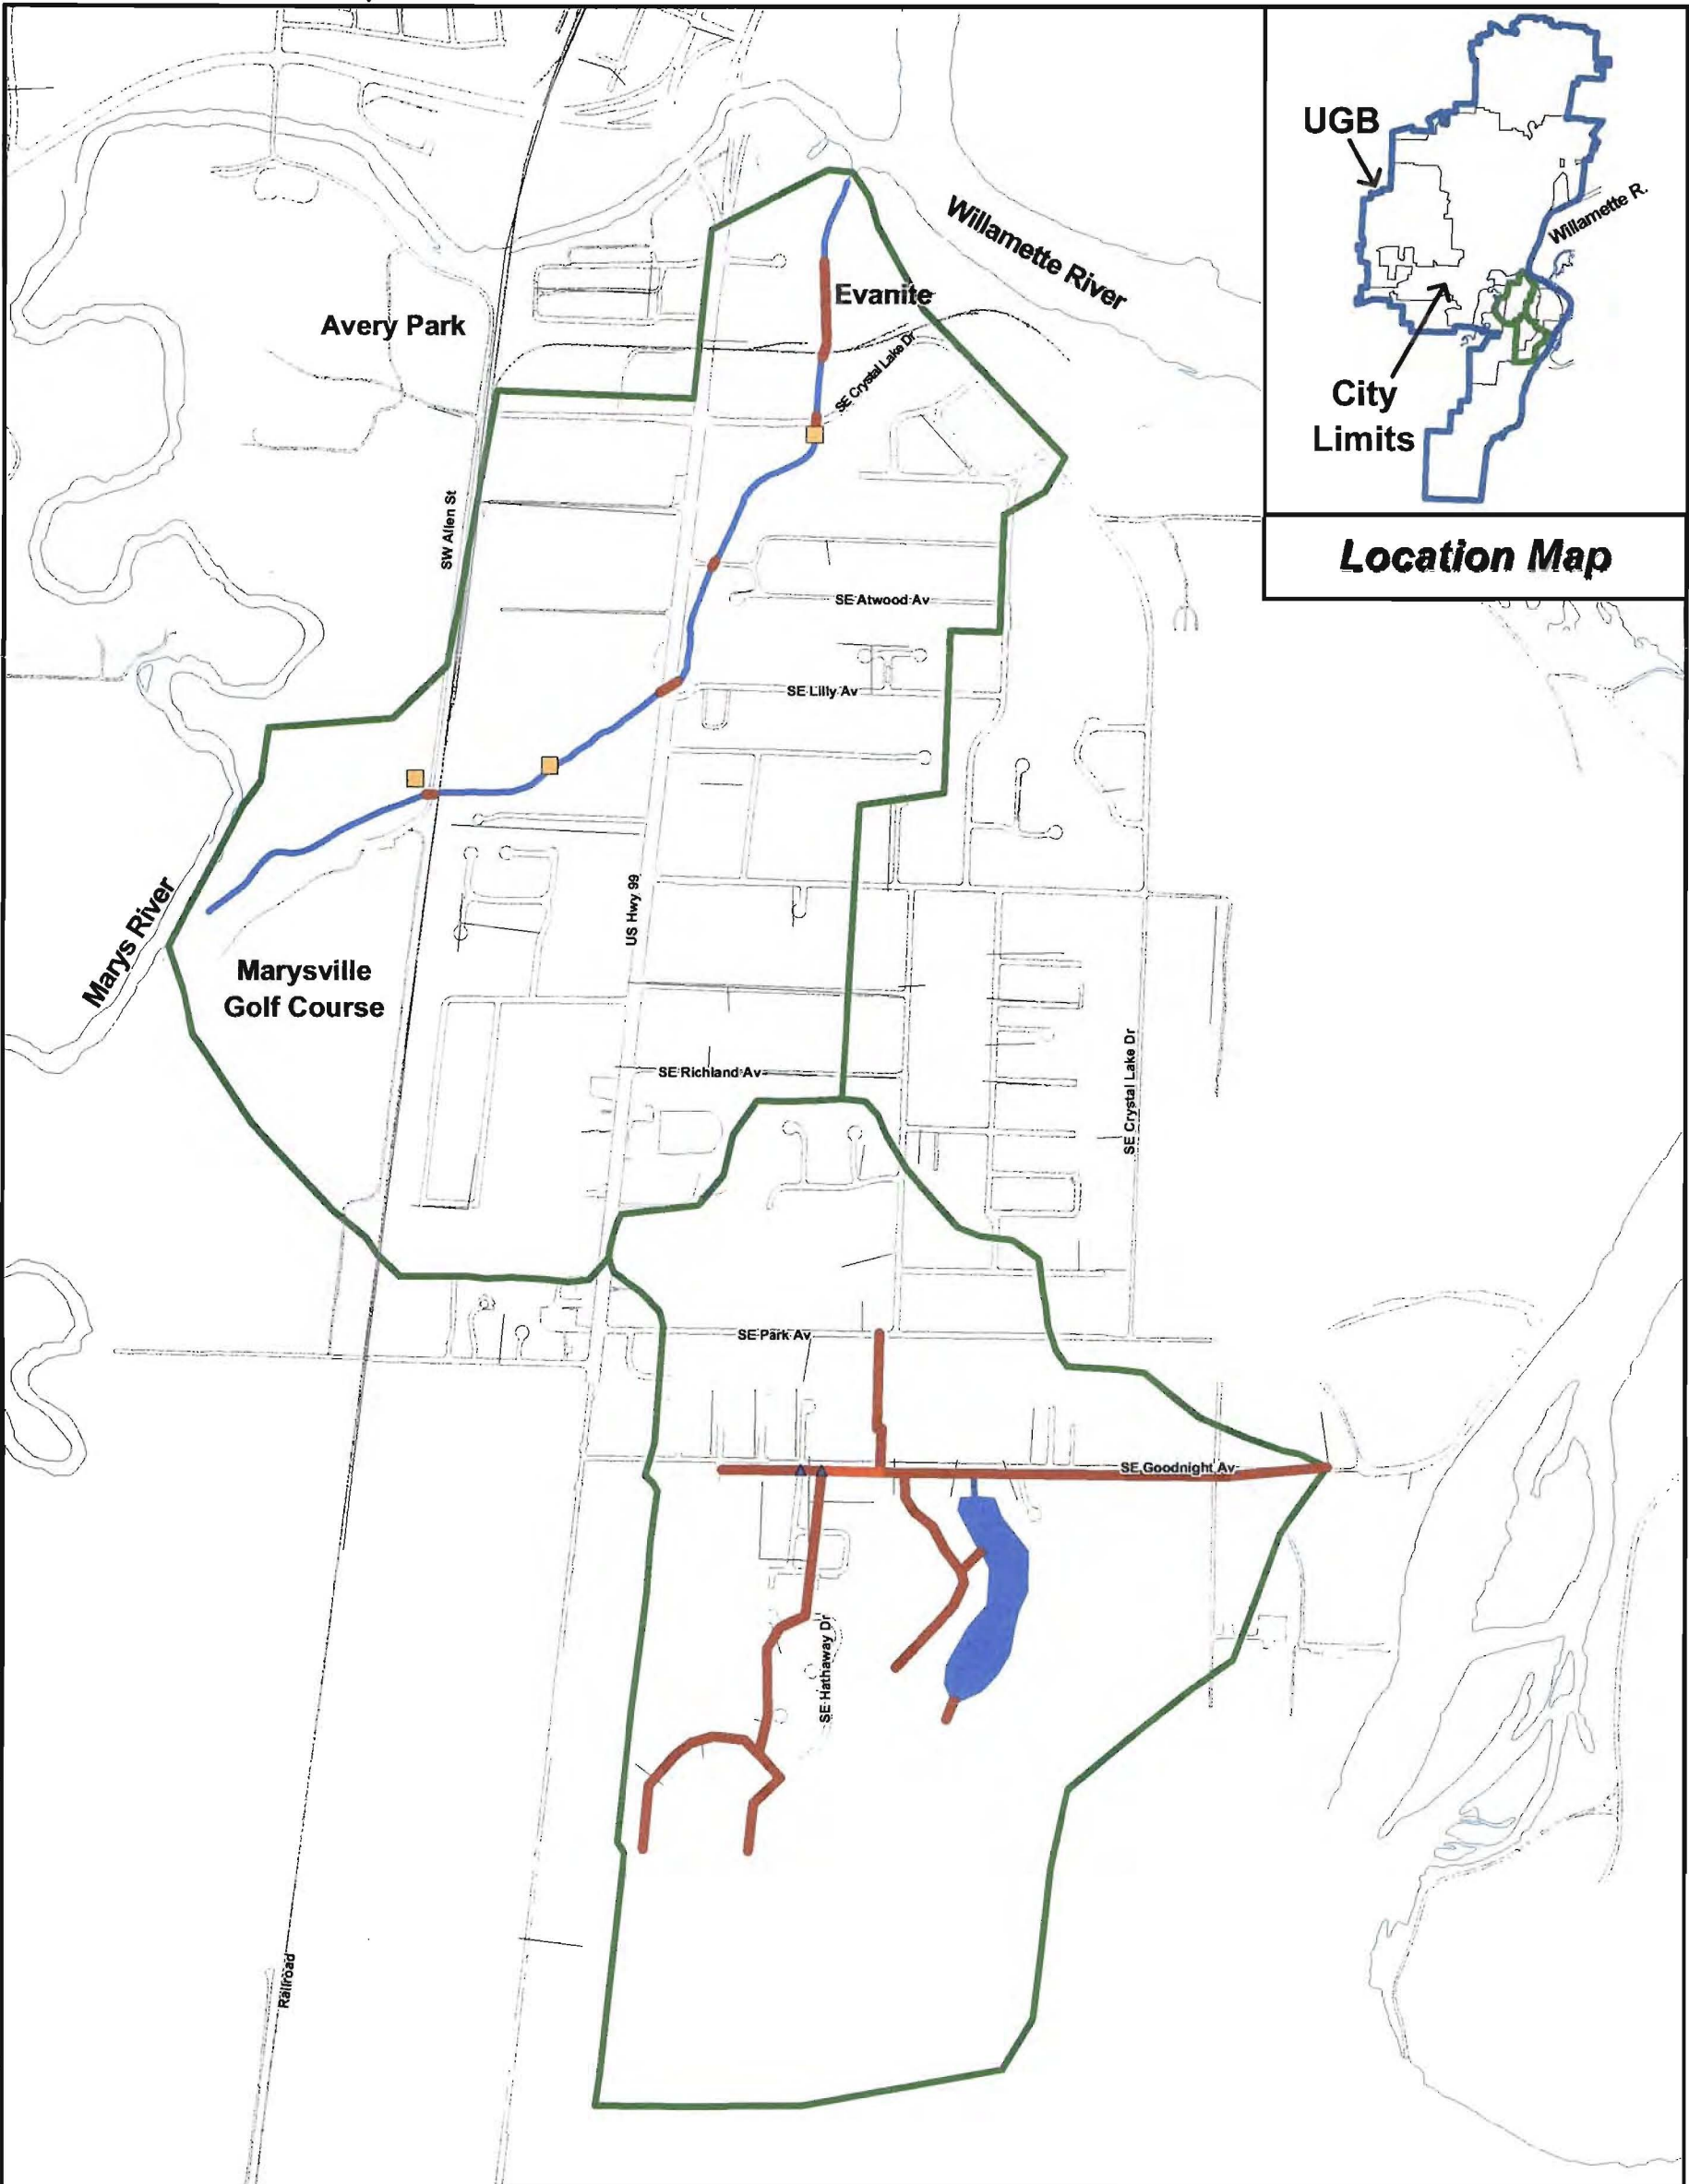 UGB
Willamette R.
City
Limits
Location Map
Willamette River
Evanite
Avery Park
SE Crystal Lake Dr
SW Allen St
SE Atwood Av
SE Lilly Av
US Hwy 99
Marys River
Marysville
Golf Course
SE Richland Av
SE Crystal Lake Dr
SE Park Av
SE Goodnight Av
SE Hathaway Dr
Railroad